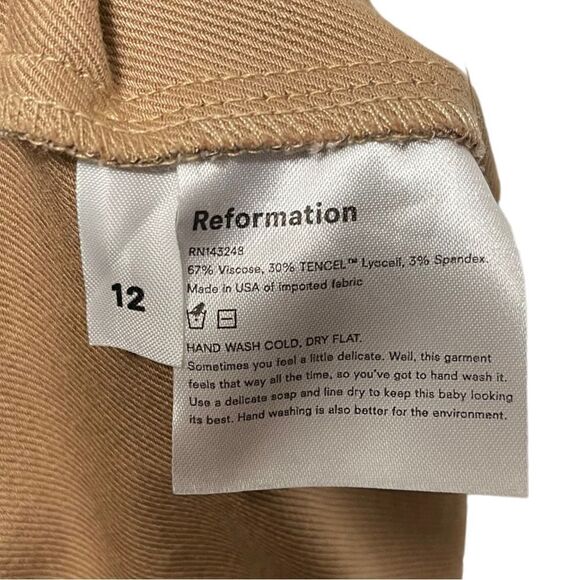 Reformation
RN143248
67% Viscose, 30% TENCEL™ Lyocell, 3% Spandex.
Made in USA of imported fabric
12
HAND WASH COLD, DRY FLAT.
Sometimes you feel a little delicate. Well, this garment
feels that way all the time, so you've got to hand wash it.
Use a delicate soap and line dry to keep this baby looking
its best. Hand washing is also better for the environment.